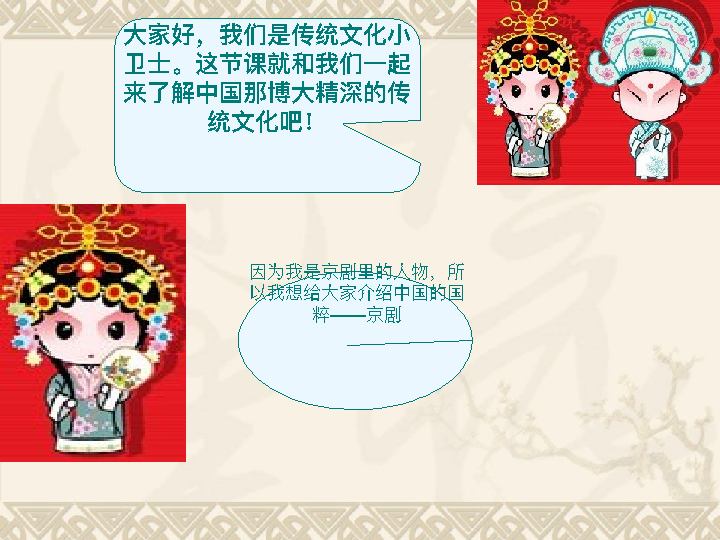 大家好，我们是传统文化小
卫士。这节课就和我们一起
来了解中国那博大精深的传
统文化吧！
因为我是京剧里的人物，所
以我想给大家介绍中国的国
粹——京剧